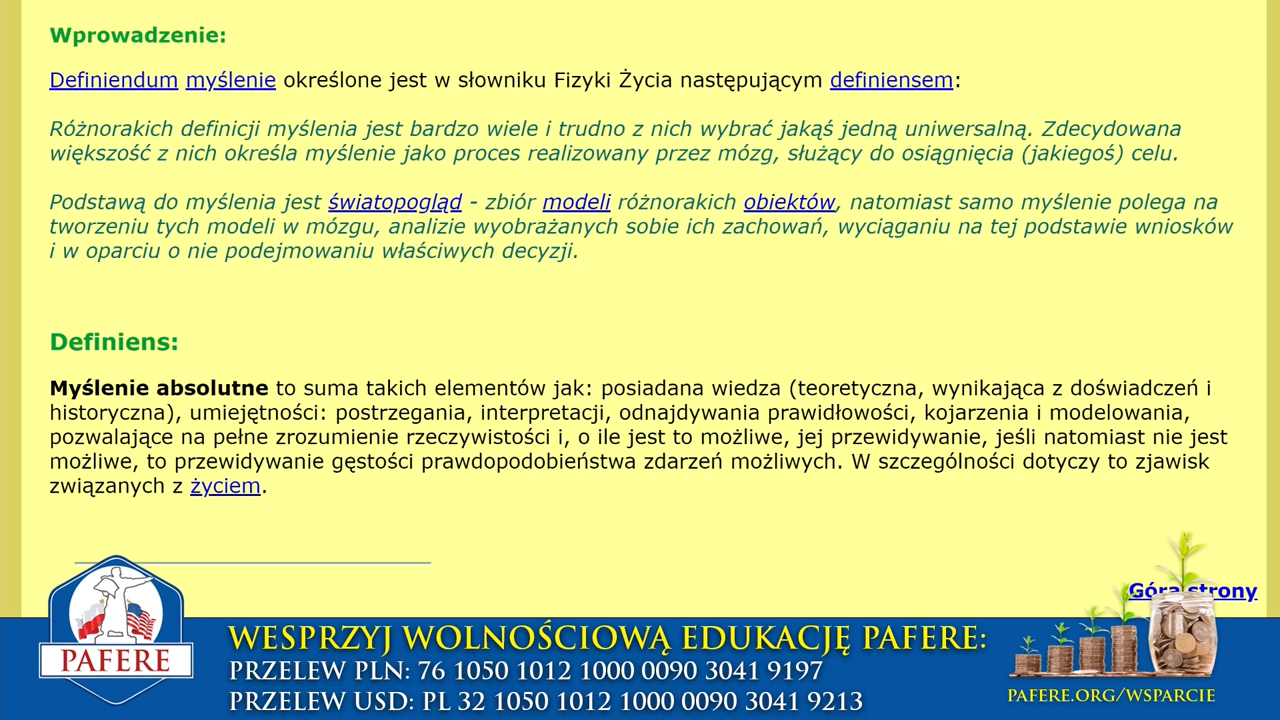 Wprowadzenie:
Definiendum myślenie określone jest w słowniku Fizyki Życia następującym definiensem:
Różnorakich definicji myślenia jest bardzo wiele i trudno z nich wybrać jakąś jedną uniwersalną. Zdecydowana
większość z nich określa myślenie jako proces realizowany przez mózg, służący do osiągnięcia (jakiegoś) celu.
Podstawą do myślenia jest światopogląd - zbiór modeli różnorakich obiektów, natomiast samo myślenie polega na
tworzeniu tych modeli w mózgu, analizie wyobrażanych sobie ich zachowań, wyciąganiu na tej podstawie wniosków
i w oparciu o nie podejmowaniu właściwych decyzji.
Definiens:
Myślenie absolutne to suma takich elementów jak: posiadana wiedza (teoretyczna, wynikająca z doświadczeń i
historyczna), umiejętności: postrzegania, interpretacji, odnajdywania prawidłowości, kojarzenia i modelowania,
pozwalające na pełne zrozumienie rzeczywistości i, o ile jest to możliwe, jej przewidywanie, jeśli natomiast nie jest
możliwe, to przewidywanie gęstości prawdopodobieństwa zdarzeń możliwych. W szczególności dotyczy to zjawisk
związanych z życiem.
Góra strony
PAFERE
WESPRZYJ WOLNOŚCIOWĄ EDUKACJĘ PAFERE:
PRZELEW PLN: 76 1050 1012 1000 0090 3041 9197
PRZELEW USD: PL 32 1050 1012 1000 0090 3041 9213
PAFERE.ORG/WSPARCIE